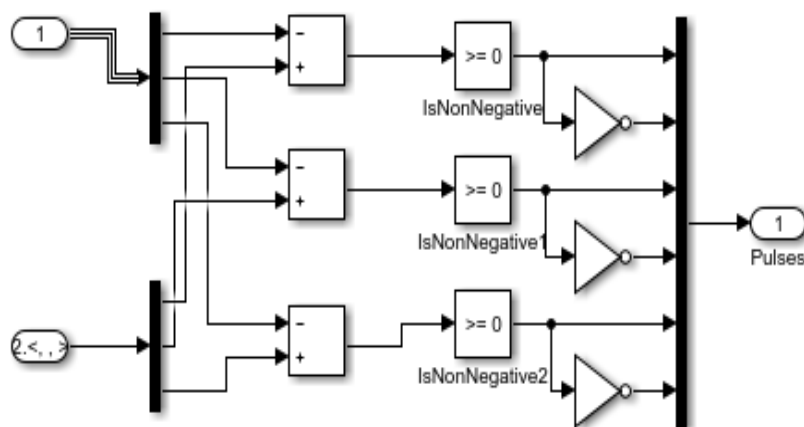 1
−
+
>= 0
IsNonNegative
−
+
>= 0
IsNonNegative1
1
Pulses
−
+
>= 0
IsNonNegative2
2.<, , >